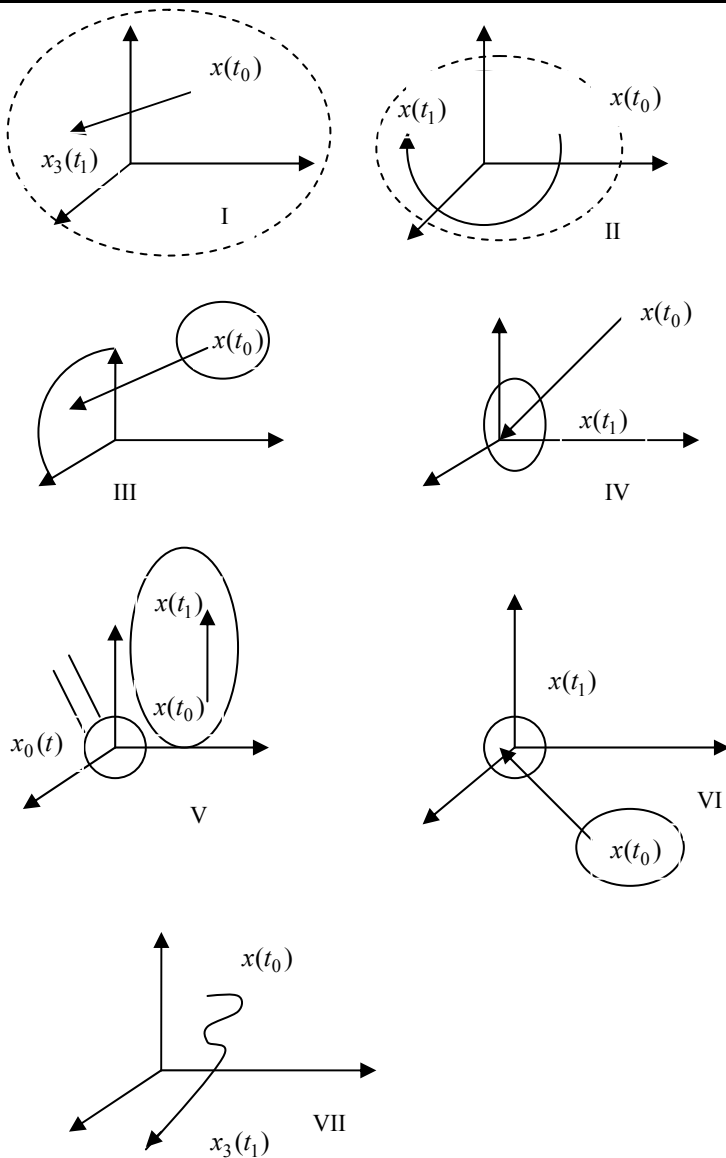 x(t₀)
x₃(t₁)
I
x(t₁)
x(t₀)
II
x(t₀)
III
x(t₀)
x(t₁)
IV
x(t₁)
x(t₀)
x₀(t)
V
x(t₁)
VI
x(t₀)
x(t₀)
x₃(t₁)
VII